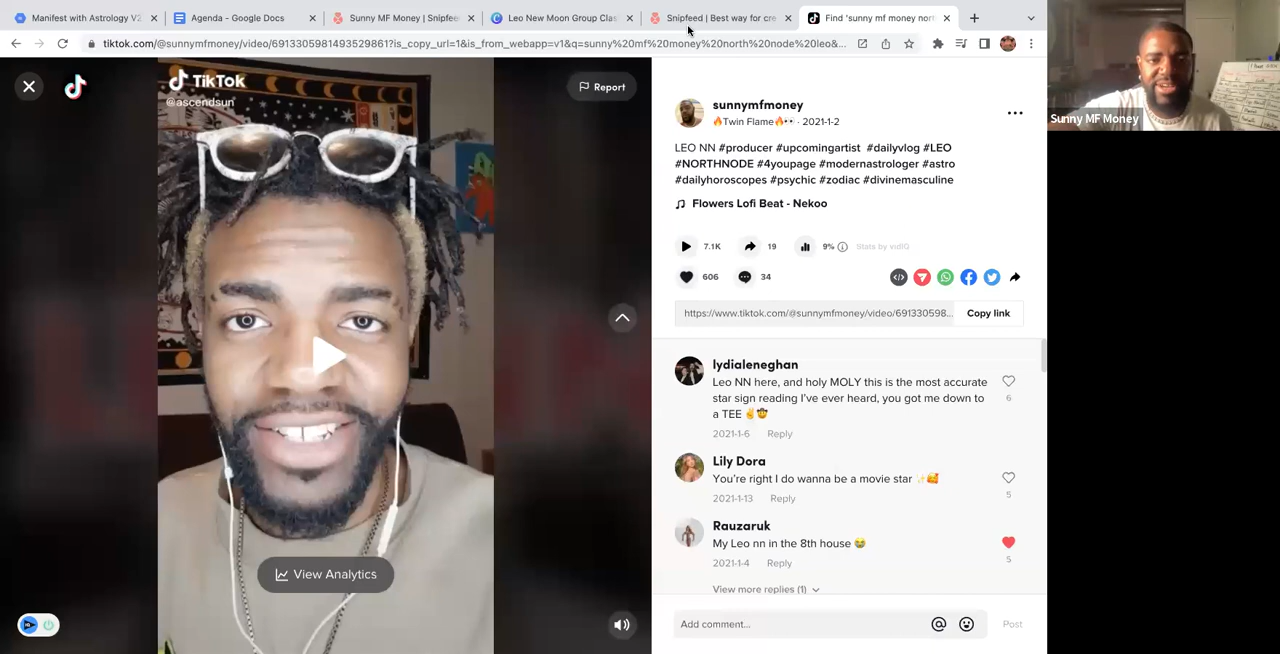 Manifest with Astrology V2
Agenda - Google Docs
Sunny MF Money | Snipfee
Leo New Moon Group Clas
Snipfeed | Best way for cre
Find 'sunny mf money nor
tiktok.com/@sunnymfmoney/video/6913305981493529861?is_copy_url=1&is_from_webapp=v1&q=sunny%20mf%20money%20north%20node%20leo&...
TikTok
@ascendsun
Report
View Analytics
sunnymfmoney
🔥Twin Flame🔥👀 · 2021-1-2
LEO NN #producer #upcomingartist #dailyvlog #LEO
#NORTHNODE #4youpage #modernastrologer #astro
#dailyhoroscopes #psychic #zodiac #divinemasculine
Flowers Lofi Beat - Nekoo
7.1K 19 9% Stats by vidIQ
606 34
https://www.tiktok.com/@sunnymfmoney/video/691330598...
Copy link
lydialeneghan
Leo NN here, and holy MOLY this is the most accurate
star sign reading I've ever heard, you got me down to
a TEE ✌️🤠
6
2021-1-6 Reply
Lily Dora
You're right I do wanna be a movie star ✨🥰
2021-1-13 Reply
5
Rauzaruk
My Leo nn in the 8th house 😭
2021-1-4 Reply
5
View more replies (1)
Add comment...
Post
Sunny MF Money